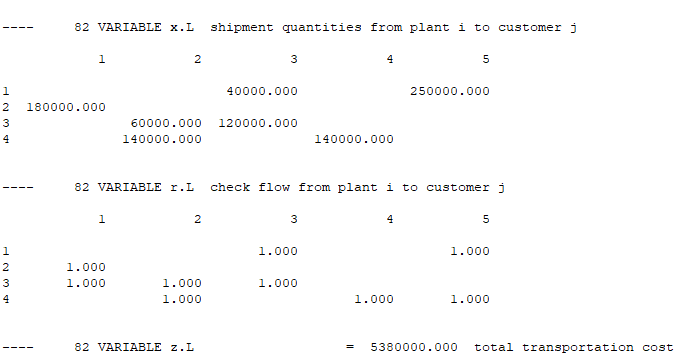 ----     82 VARIABLE x.L  shipment quantities from plant i to customer j
            1           2           3           4           5
1                            40000.000              250000.000
2  180000.000
3               60000.000  120000.000
4              140000.000              140000.000
----     82 VARIABLE r.L  check flow from plant i to customer j
            1           2           3           4           5
1                                1.000                   1.000
2       1.000
3       1.000       1.000       1.000
4                   1.000                   1.000       1.000
----     82 VARIABLE z.L                   =  5380000.000  total transportation cost